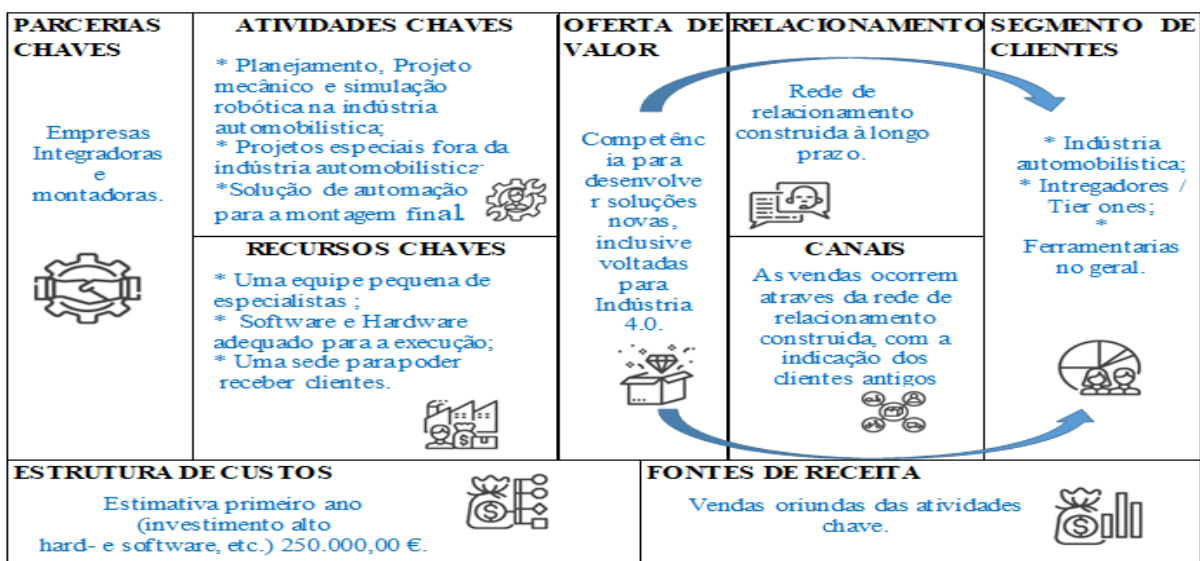 PARCERIAS
CHAVES
Empresas
Integradoras
e
montadoras.
ATIVIDADES CHAVES
* Planejamento, Projeto
mecânico e simulação
robótica na indústria
automobilística;
* Projetos especiais fora da
indústria automobilística;
*Solução de automação
para a montagem final
RECURSOS CHAVES
* Uma equipe pequena de
especialistas ;
* Software e Hardware
adequado para a execução;
* Uma sede para poder
receber clientes.
OFERTA DE
VALOR
Competênc
ia para
desenvolve
r soluções
novas,
inclusive
voltadas
para
Indústria
4.0.
RELACIONAMENTO
Rede de
relacionamento
construída à longo
prazo.
CANAIS
As vendas ocorrem
atraves da rede de
relacionamento
construida, com a
indicação dos
clientes antigos
SEGMENTO DE
CLIENTES
* Indústria
automobilística;
* Intregadores /
Tier ones;
*
Ferramentarias
no geral.
ESTRUTURA DE CUSTOS
Estimativa primeiro ano
(investimento alto
hard- e software, etc.) 250.000,00 €.
FONTES DE RECEITA
Vendas oriundas das atividades
chave.